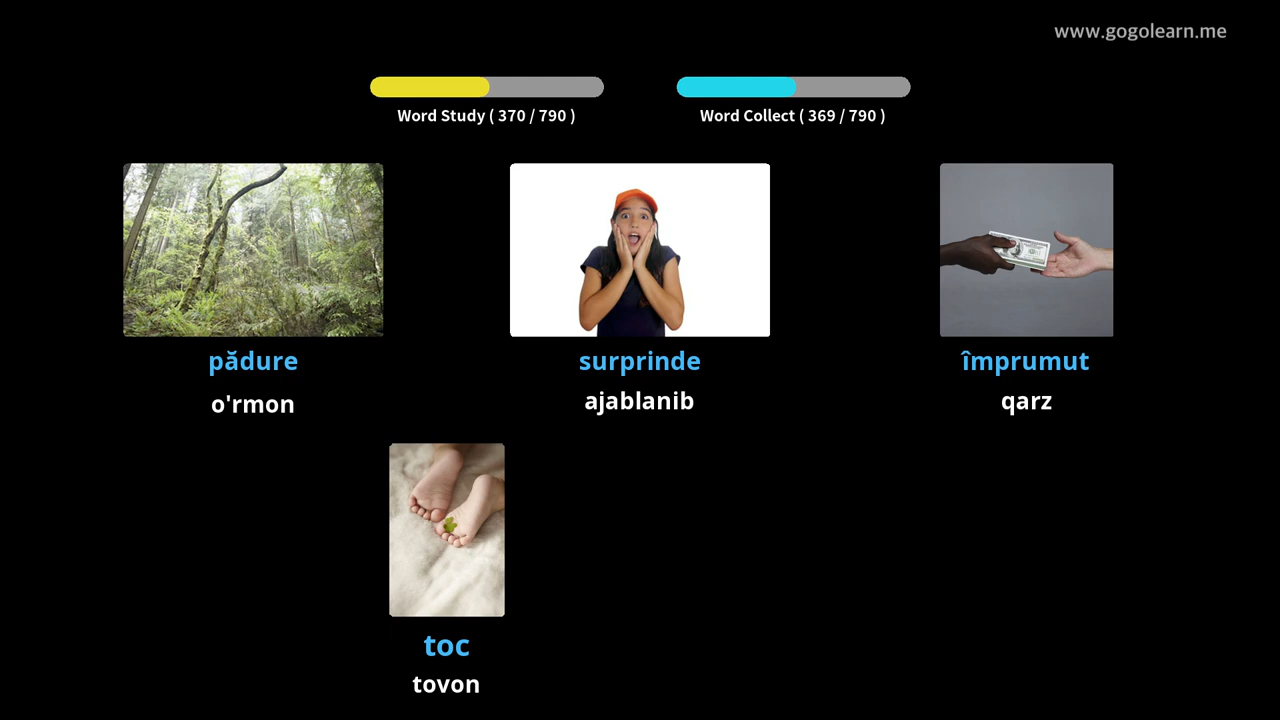 www.gogolearn.me
Word Study ( 370 / 790 )
Word Collect ( 369 / 790 )
pădure
surprinde
împrumut
o'rmon
ajablanib
qarz
toc
tovon